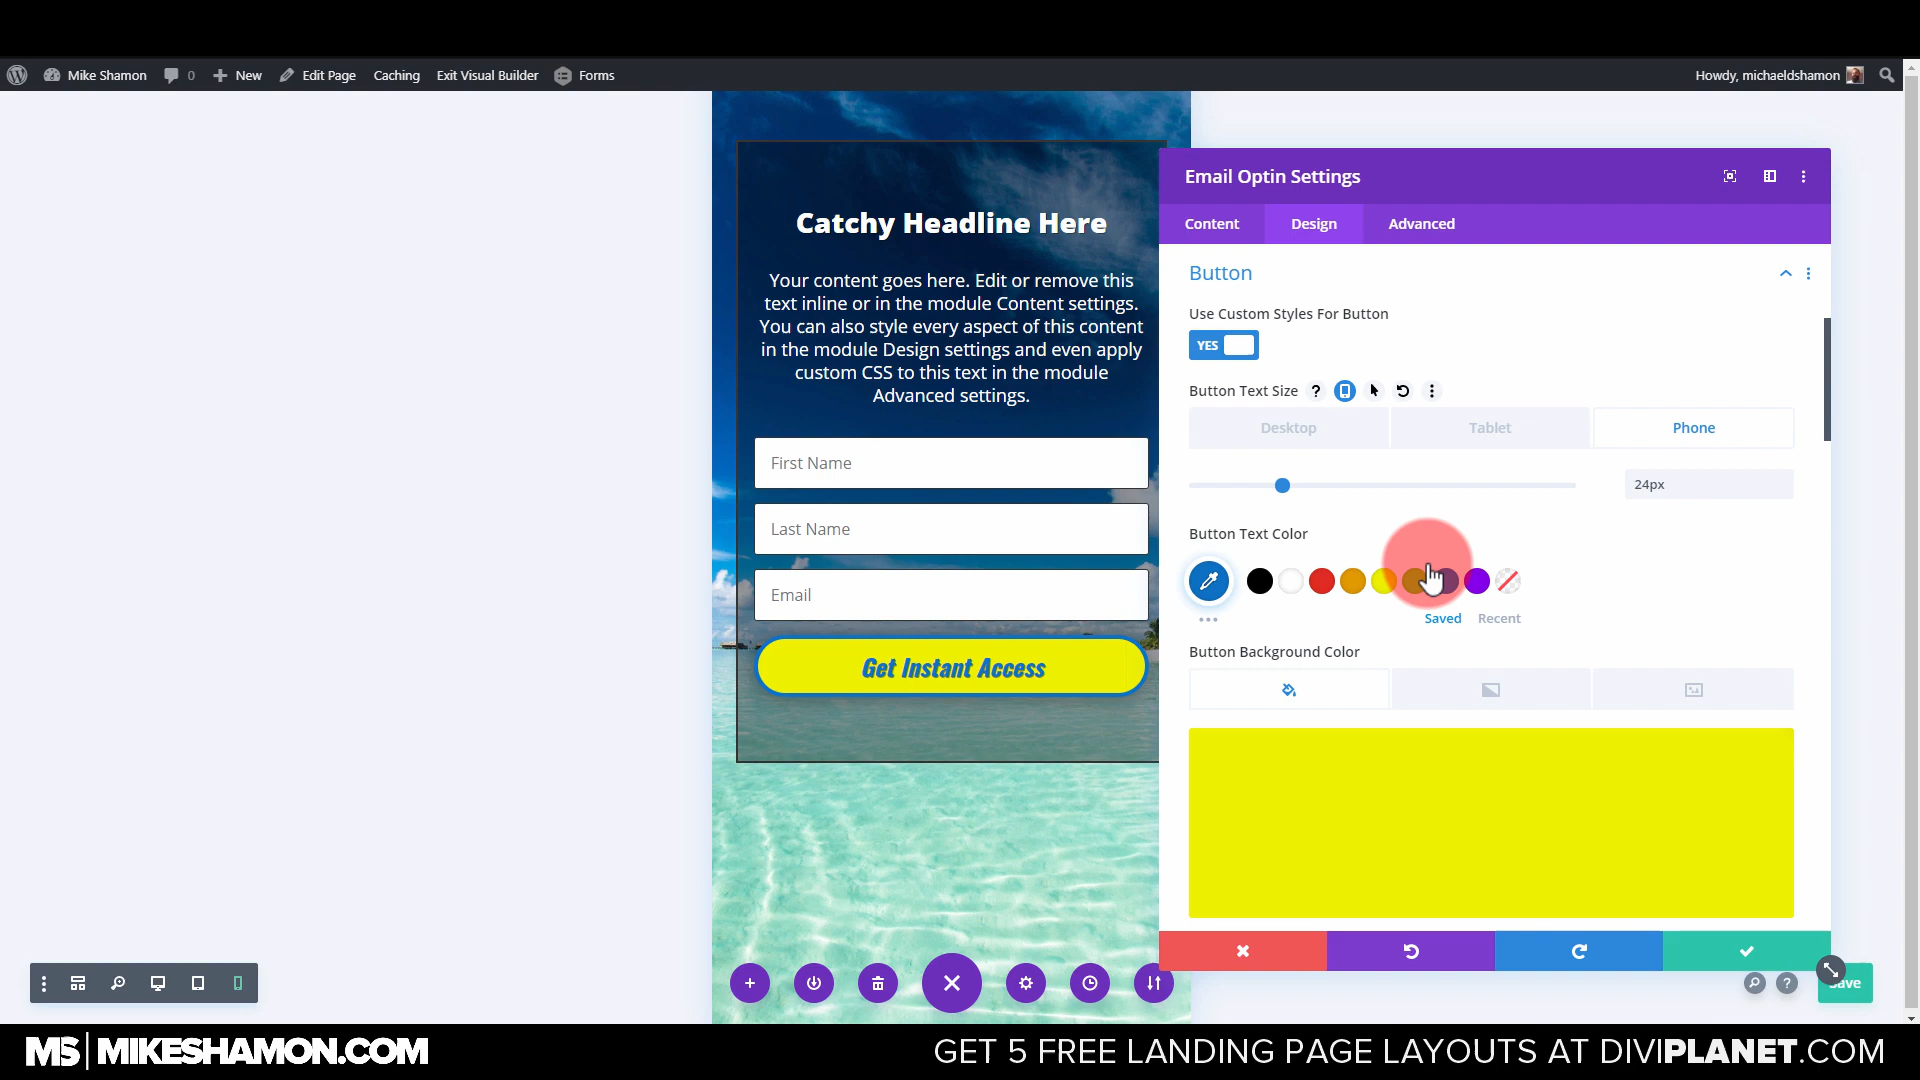 Mike Shamon
0
New
Edit Page
Caching
Exit Visual Builder
Forms
Howdy, michaeldshamon
Catchy Headline Here
Your content goes here. Edit or remove this
text inline or in the module Content settings.
You can also style every aspect of this content
in the module Design settings and even apply
custom CSS to this text in the module
Advanced settings.
First Name
Last Name
Email
Get Instant Access
Email Optin Settings
Content
Design
Advanced
Button
Use Custom Styles For Button
YES
Button Text Size
?
Desktop
Tablet
Phone
24px
Button Text Color
Saved
Recent
Button Background Color
?
MS MIKESHAMON.COM
GET 5 FREE LANDING PAGE LAYOUTS AT DIVIPLANET.COM